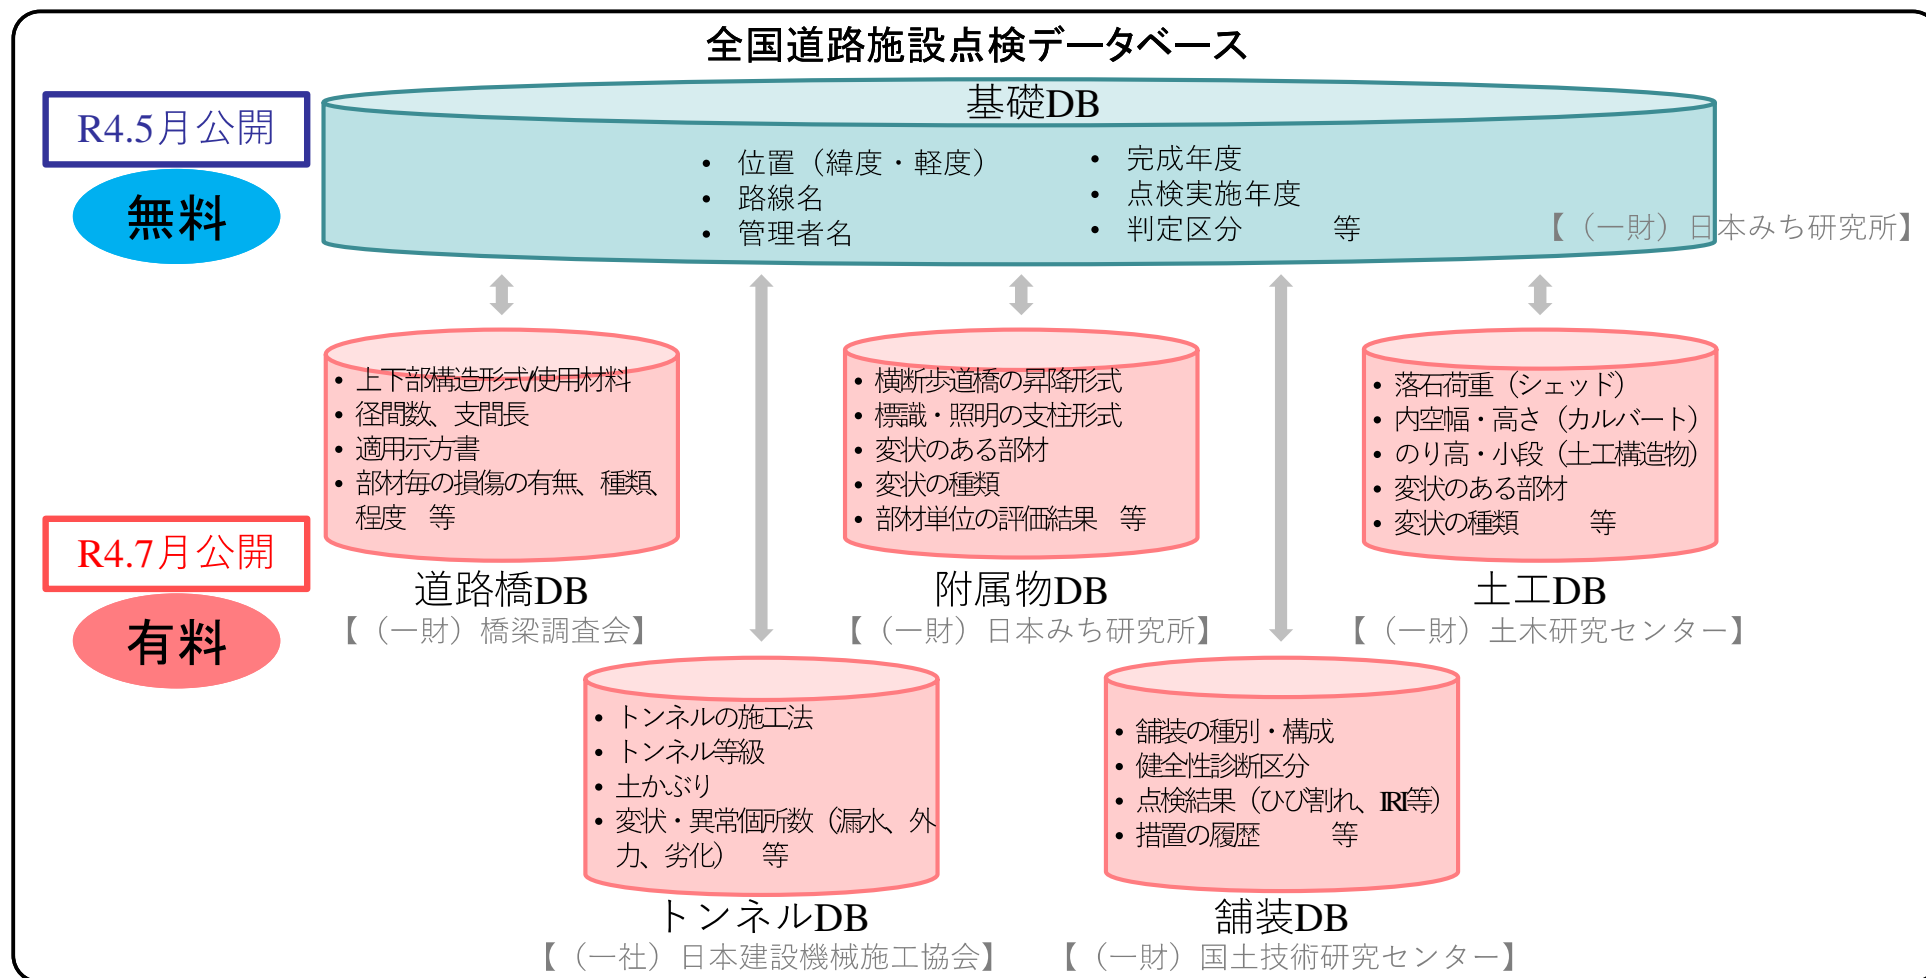 全国道路施設点検データベース
R4.5月公開
無料
基礎DB
• 位置（緯度・軽度）
• 路線名
• 管理者名
• 完成年度
• 点検実施年度
• 判定区分　　　等
【（一財）日本みち研究所】
R4.7月公開
有料
• 上下部構造形式/使用材料
• 径間数、支間長
• 適用示方書
• 部材毎の損傷の有無、種類、
程度　等
道路橋DB
【（一財）橋梁調査会】
• 横断歩道橋の昇降形式
• 標識・照明の支柱形式
• 変状のある部材
• 変状の種類
• 部材単位の評価結果　等
附属物DB
【（一財）日本みち研究所】
• 落石荷重（シェッド）
• 内空幅・高さ（カルバート）
• のり高・小段（土工構造物）
• 変状のある部材
• 変状の種類　　　等
土工DB
【（一財）土木研究センター】
• トンネルの施工法
• トンネル等級
• 土かぶり
• 変状・異常個所数（漏水、外
力、劣化）　等
トンネルDB
【（一社）日本建設機械施工協会】
• 舗装の種別・構成
• 健全性診断区分
• 点検結果（ひび割れ、IRI等）
• 措置の履歴　　　等
舗装DB
【（一財）国土技術研究センター】